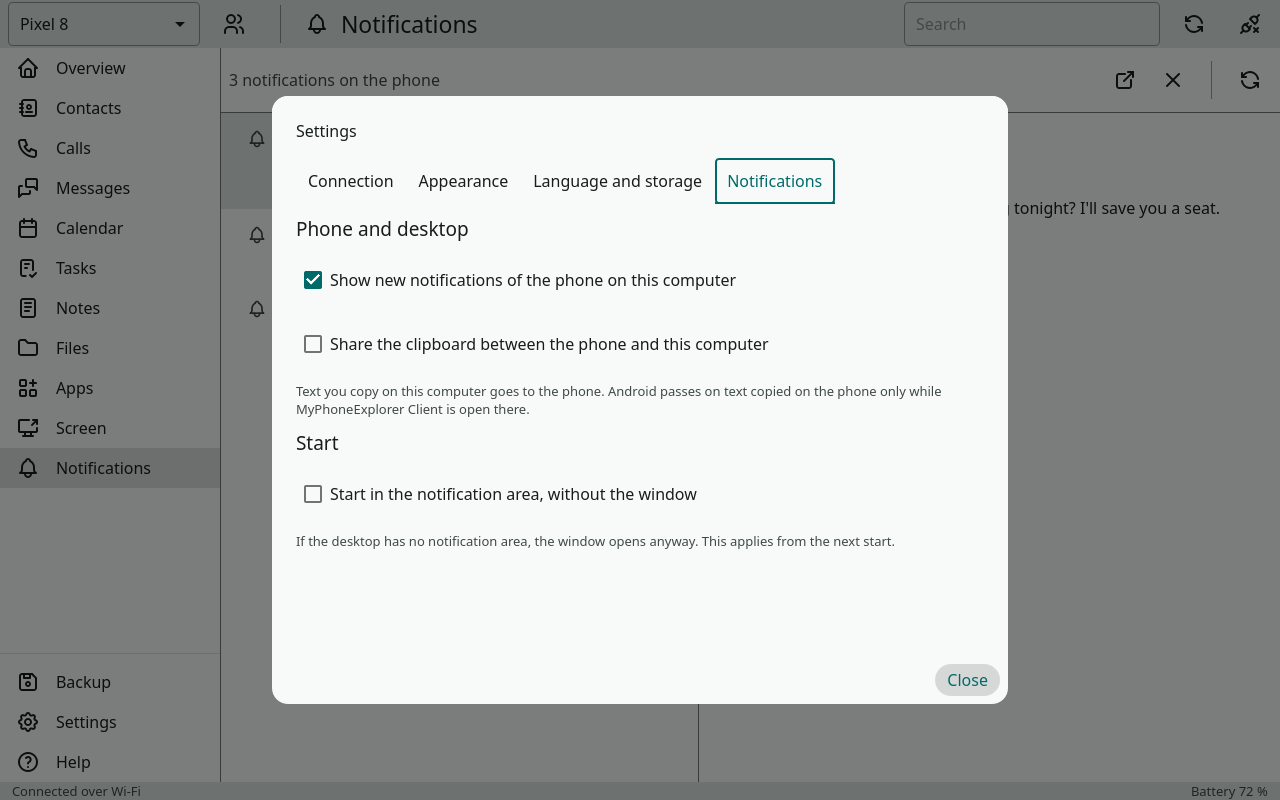 Pixel 8
Notifications
Search
Overview
Contacts
Calls
Messages
Calendar
Tasks
Notes
Files
Apps
Screen
Notifications
Backup
Settings
Help
3 notifications on the phone
tonight? I'll save you a seat.
Settings
Connection
Appearance
Language and storage
Notifications
Phone and desktop
Show new notifications of the phone on this computer
Share the clipboard between the phone and this computer
Text you copy on this computer goes to the phone. Android passes on text copied on the phone only while
MyPhoneExplorer Client is open there.
Start
Start in the notification area, without the window
If the desktop has no notification area, the window opens anyway. This applies from the next start.
Close
Connected over Wi-Fi
Battery 72 %